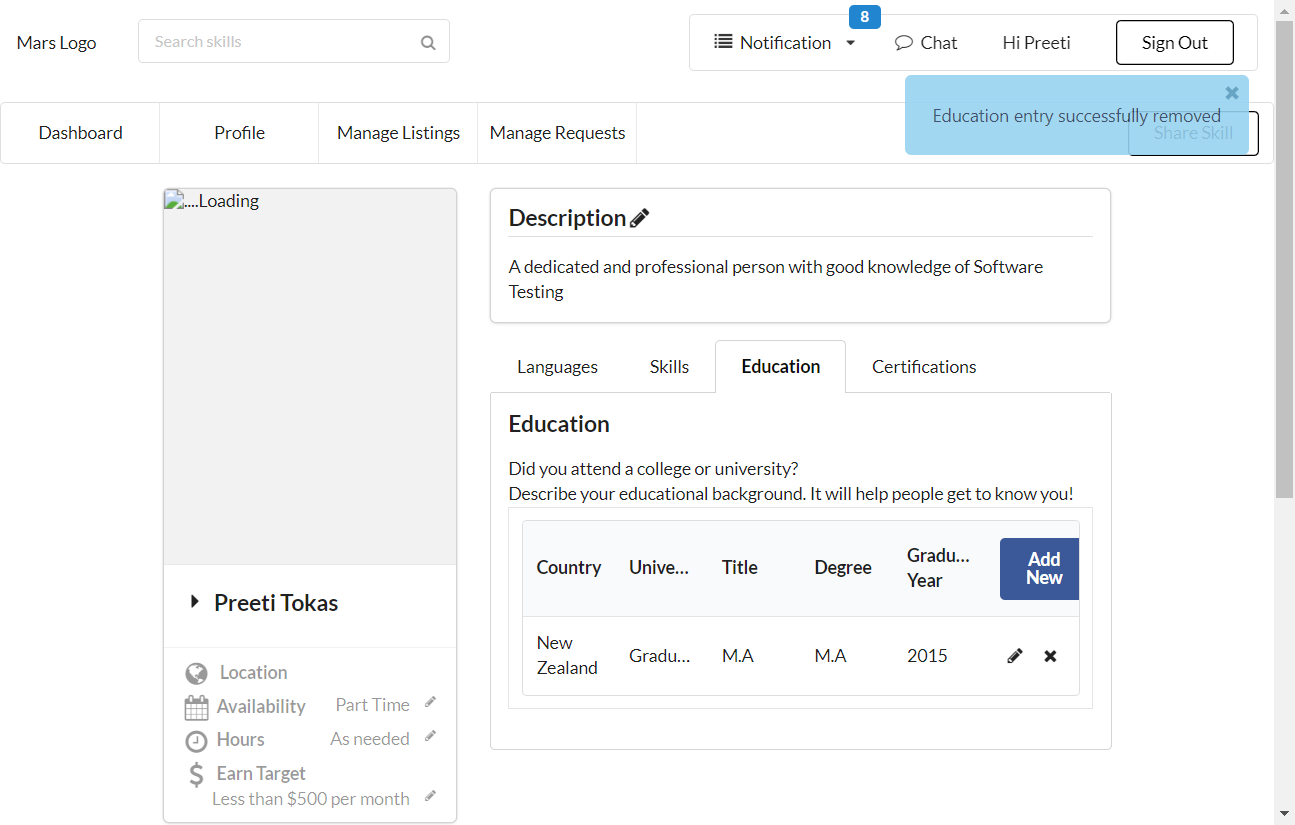 8
Mars Logo
Search skills
Notification
Chat
Hi Preeti
Sign Out
Education entry successfully removed
Dashboard
Profile
Manage Listings
Manage Requests
Share Skill
....Loading
Description
A dedicated and professional person with good knowledge of Software
Testing
Languages
Skills
Education
Certifications
Education
Did you attend a college or university?
Describe your educational background. It will help people get to know you!
Country
Unive...
Title
Degree
Gradu...
Year
Add
New
New
Zealand
Gradu...
M.A
M.A
2015
Preeti Tokas
Location
Availability
Part Time
Hours
As needed
Earn Target
Less than $500 per month